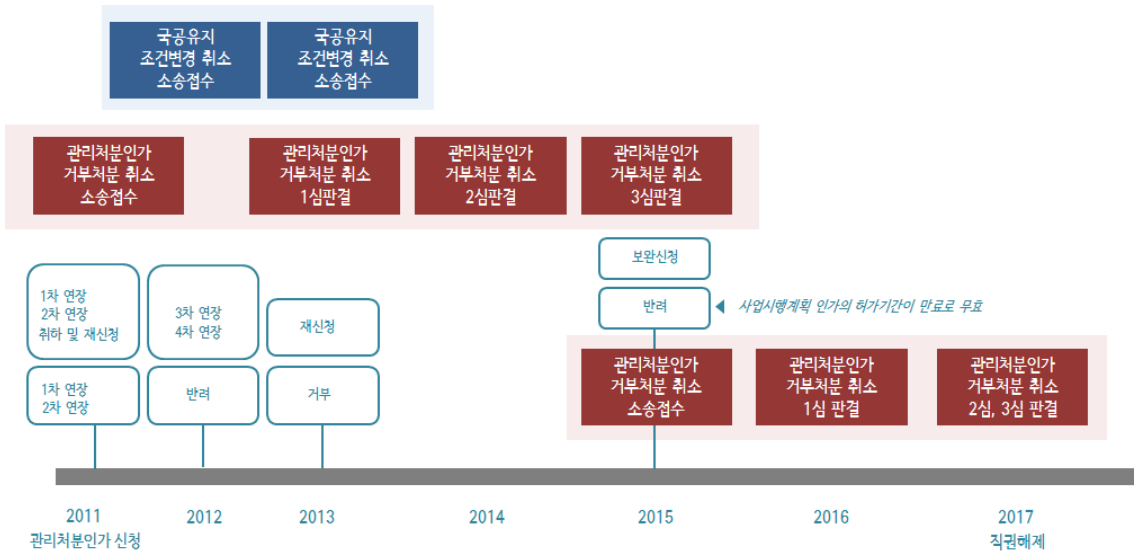 국공유지
조건변경 취소
소송접수
국공유지
조건변경 취소
소송접수
관리처분인가
거부처분 취소
소송접수
관리처분인가
거부처분 취소
1심판결
관리처분인가
거부처분 취소
2심판결
관리처분인가
거부처분 취소
3심판결
보완신청
1차 연장
2차 연장
취하 및 재신청
3차 연장
4차 연장
재신청
반려
사업시행계획 인가의 허가기간이 만료로 무효
1차 연장
2차 연장
반려
거부
관리처분인가
거부처분 취소
소송접수
관리처분인가
거부처분 취소
1심 판결
관리처분인가
거부처분 취소
2심, 3심 판결
2011
관리처분인가 신청
2012
2013
2014
2015
2016
2017
직권해제